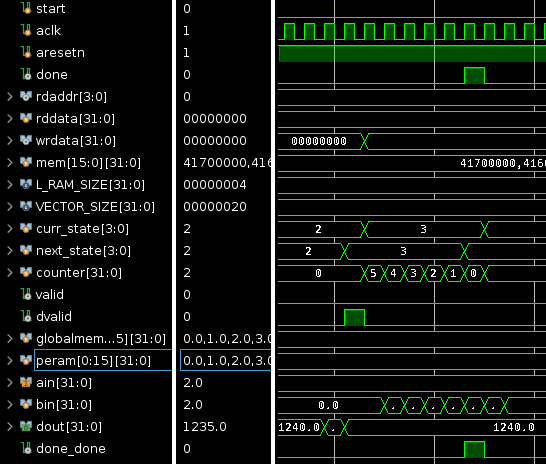 start 0
aclk 1
aresetn 1
done 0
rdaddr[3:0] 0
rddata[31:0] 00000000
wrdata[31:0] 00000000 00000000
mem[15:0][31:0] 41700000,416 41700000,4160
L_RAM_SIZE[31:0] 00000004
VECTOR_SIZE[31:0] 00000020
curr_state[3:0] 2 2 3
next_state[3:0] 2 2 3
counter[31:0] 2 0 5 4 3 2 1 0
valid 0
dvalid 0
globalmem...5][31:0] 0.0,1.0,2.0,3.0
peram[0:15][31:0] 0.0,1.0,2.0,3.0
ain[31:0] 2.0
bin[31:0] 2.0 0.0 . . . . . .
dout[31:0] 1235.0 1240.0 . 1240.0
done_done 0